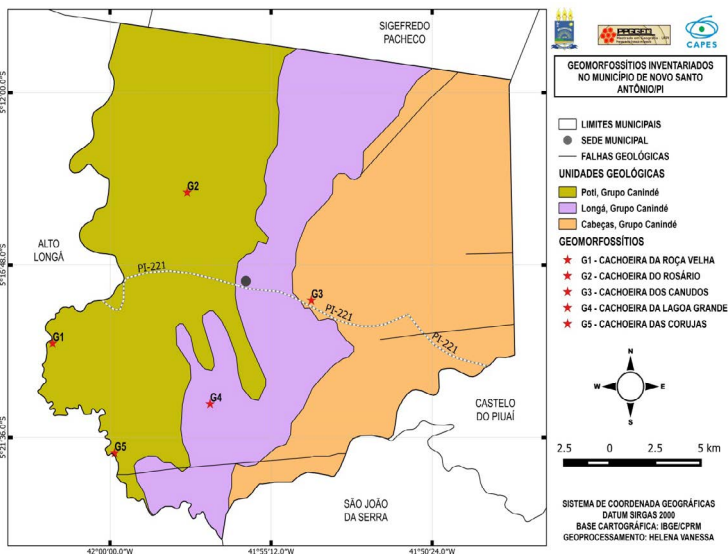 SIGEFREDO
PACHECO
5°12'00.0"S
G2
ALTO
LONGÁ
5°16'48.0"S
PI-221
G3
PI-221
G1
PI-221
G4
CASTELO
DO PIUAÍ
5°21'36.0"S
G5
SÃO JOÃO
DA SERRA
42°00'00.0"W
41°55'12.0"W
41°50'24.0"W
PPGGEO
CAPES
GEOMORFOSSÍTIOS INVENTARIADOS
NO MUNICÍPIO DE NOVO SANTO
ANTÔNIO/PI
LIMITES MUNICIPAIS
SEDE MUNICIPAL
FALHAS GEOLÓGICAS
UNIDADES GEOLÓGICAS
Poti, Grupo Canindé
Longá, Grupo Canindé
Cabeças, Grupo Canindé
GEOMORFOSSÍTIOS
G1 - CACHOEIRA DA ROÇA VELHA
G2 - CACHOEIRA DO ROSÁRIO
G3 - CACHOEIRA DOS CANUDOS
G4 - CACHOEIRA DA LAGOA GRANDE
G5 - CACHOEIRA DAS CORUJAS
N
W E
S
2.5 0 2.5 5 km
SISTEMA DE COORDENADA GEOGRÁFICAS
DATUM SIRGAS 2000
BASE CARTOGRÁFICA: IBGE/CPRM
GEOPROCESSAMENTO: HELENA VANESSA